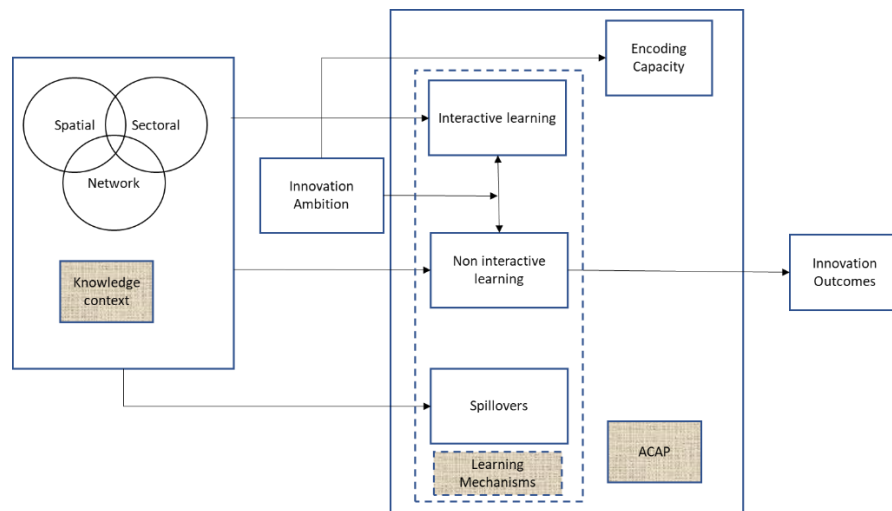 Encoding
Capacity
Spatial
Sectoral
Network
Interactive learning
Innovation
Ambition
Knowledge
context
Non interactive
learning
Innovation
Outcomes
Spillovers
Learning
Mechanisms
ACAP